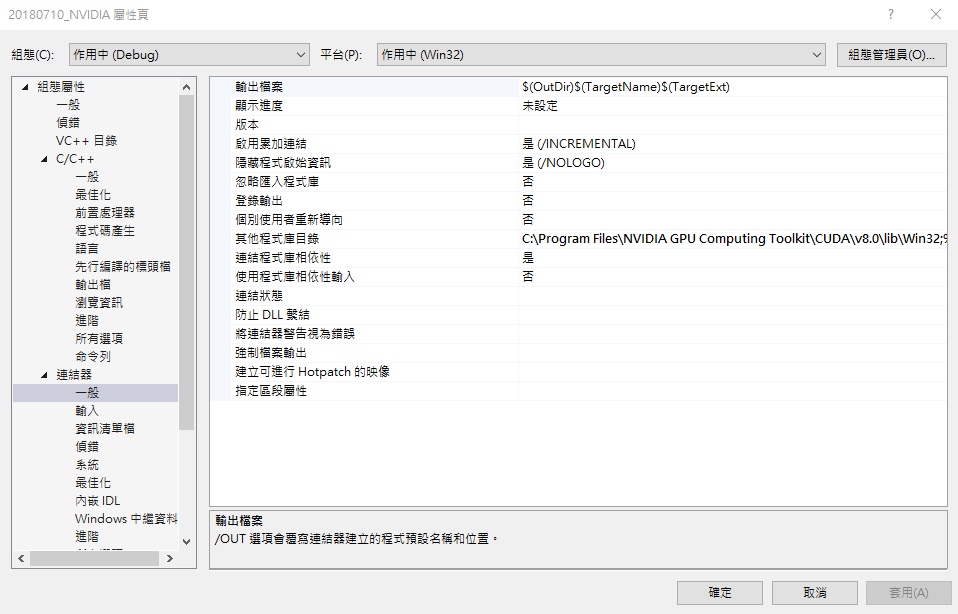 20180710_NVIDIA 屬性頁
組態(C): 作用中 (Debug) 平台(P): 作用中 (Win32) 組態管理員(O)...
組態屬性
一般
偵錯
VC++ 目錄
C/C++
一般
最佳化
前置處理器
程式碼產生
語言
先行編譯的標頭檔
輸出檔
瀏覽資訊
進階
所有選項
命令列
連結器
一般
輸入
資訊清單檔
偵錯
系統
最佳化
內嵌 IDL
Windows 中繼資料
進階
輸出檔案 $(OutDir)$(TargetName)$(TargetExt)
顯示進度 未設定
版本
啟用累加連結 是 (/INCREMENTAL)
隱藏程式啟始資訊 是 (/NOLOGO)
忽略匯入程式庫 否
登錄輸出 否
個別使用者重新導向 否
其他程式庫目錄 C:\Program Files\NVIDIA GPU Computing Toolkit\CUDA\v8.0\lib\Win32;%
連結程式庫相依性 是
使用程式庫相依性輸入 否
連結狀態
防止 DLL 繫結
將連結器警告視為錯誤
強制檔案輸出
建立可進行 Hotpatch 的映像
指定區段屬性
輸出檔案
/OUT 選項會覆寫連結器建立的程式預設名稱和位置。
確定 取消 套用(A)